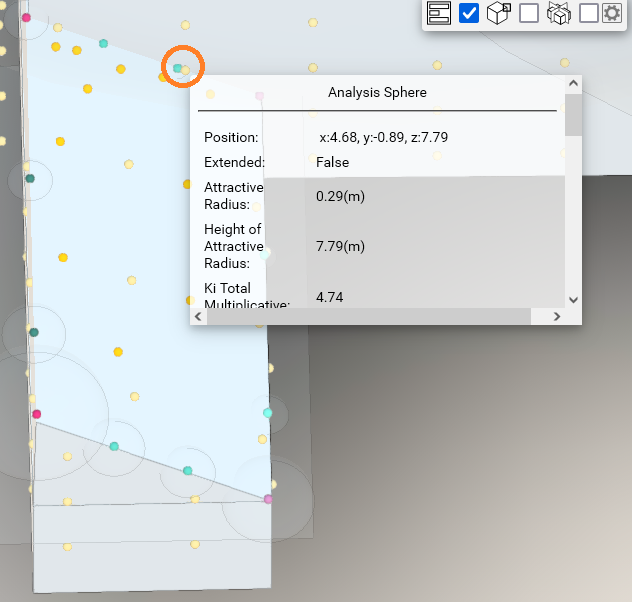 Analysis Sphere
Position: x:4.68, y:-0.89, z:7.79
Extended: False
Attractive
Radius: 0.29(m)
Height of
Attractive
Radius: 7.79(m)
Ki Total
Multiplicative: 4.74